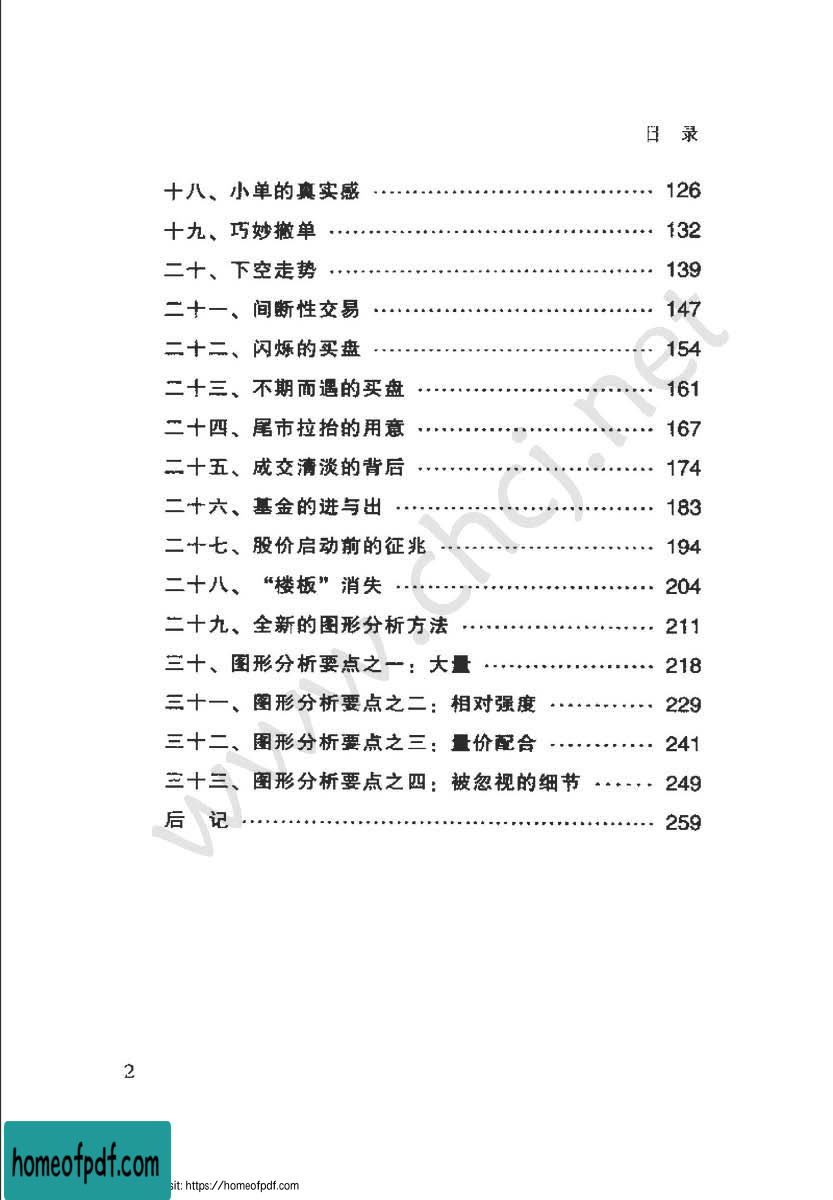 目 录
十八、小单的真实感 ………………………………… 126
十九、巧妙撤单 ………………………………… 132
二十、下空走势 ………………………………… 139
二十一、间断性交易 ………………………………… 147
二十二、闪烁的买盘 ………………………………… 154
二十三、不期而遇的买盘 ………………………… 161
二十四、尾市拉抬的用意 ………………………… 167
二十五、成交清淡的背后 ………………………… 174
二十六、基金的进与出 ………………………… 183
二十七、股价启动前的征兆 ……………………… 194
二十八、“楼板”消失 ………………………… 204
二十九、全新的图形分析方法 …………………… 211
三十、图形分析要点之一：大量 ………………… 218
三十一、图形分析要点之二：相对强度 ………… 229
三十二、图形分析要点之三：量价配合 ………… 241
三十三、图形分析要点之四：被忽视的细节 …… 249
后 记 ………………………………………… 259
www.chcj.net
2
homeofpdf.com
sit: https://homeofpdf.com